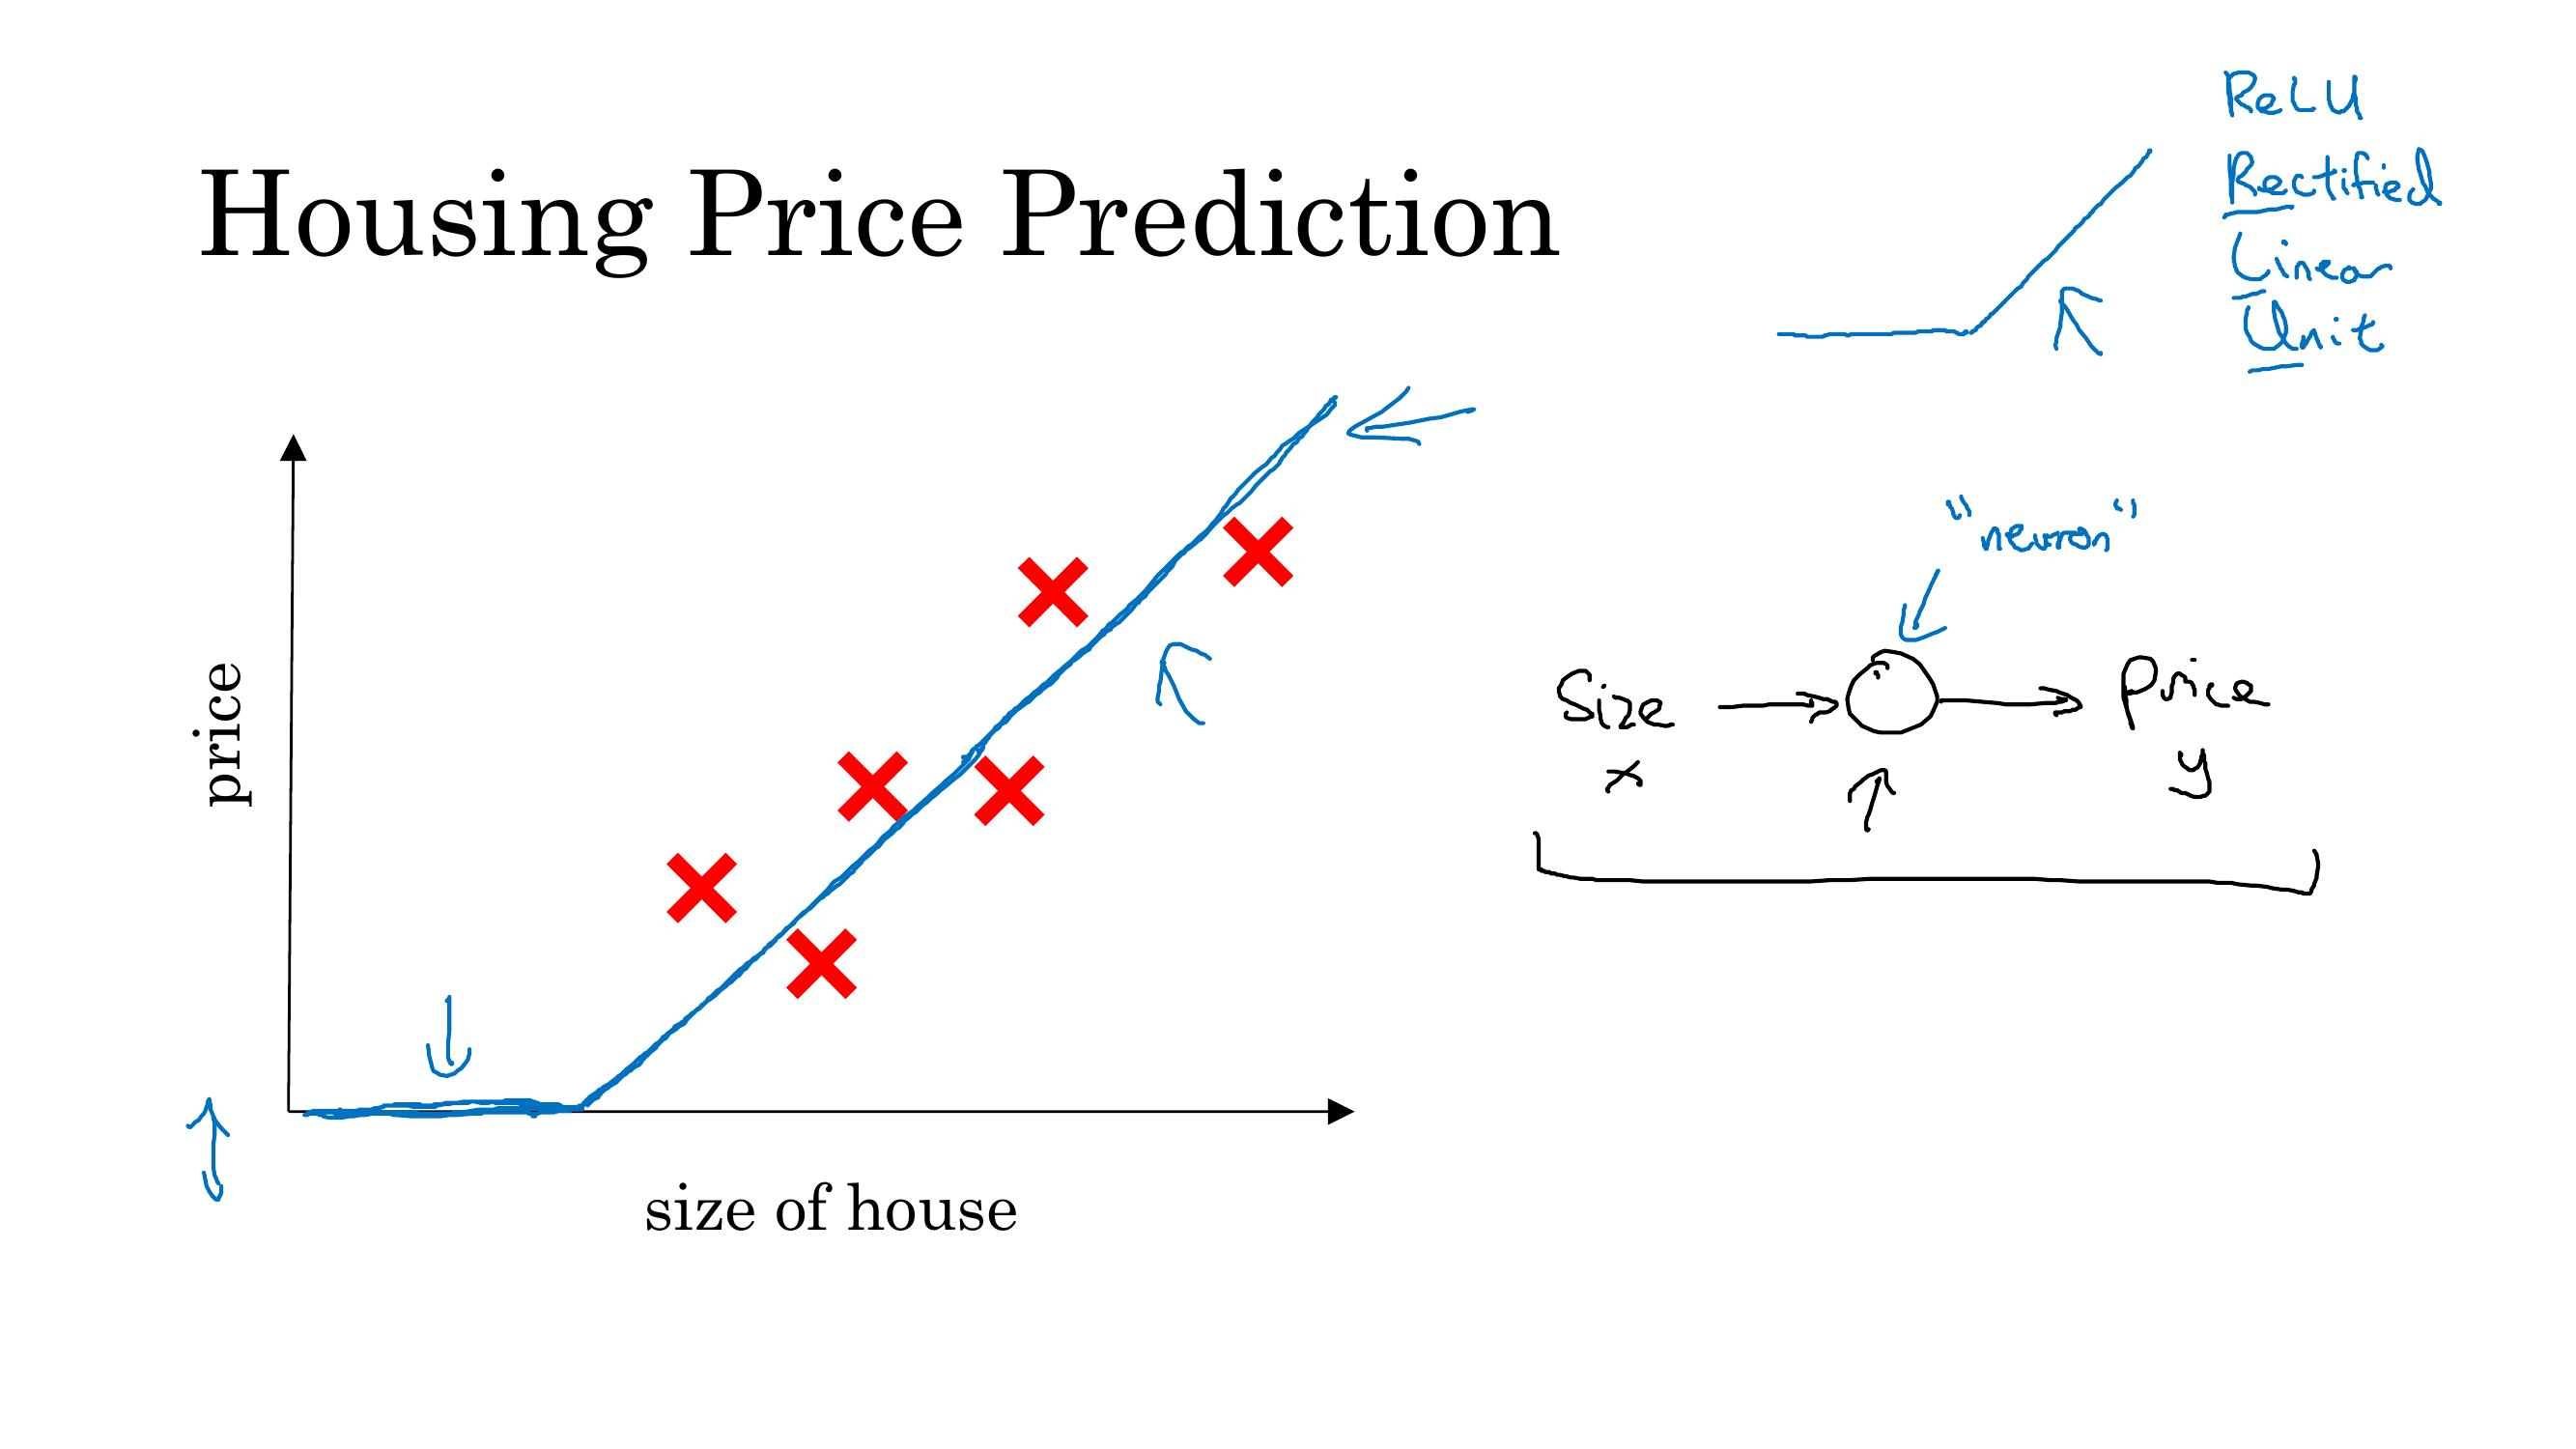 Housing Price Prediction
ReLU
Rectified
Linear
Unit
price
size of house
"neuron"
Size
x
Price
y